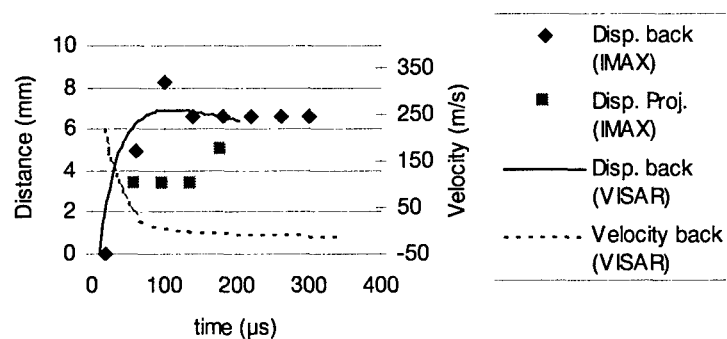 10
8
6
4
2
0
Distance (mm)
350
250
150
50
-50
Velocity (m/s)
0 100 200 300 400
time (µs)
Disp. back
(IMAX)
Disp. Proj.
(IMAX)
Disp. back
(VISAR)
Velocity back
(VISAR)